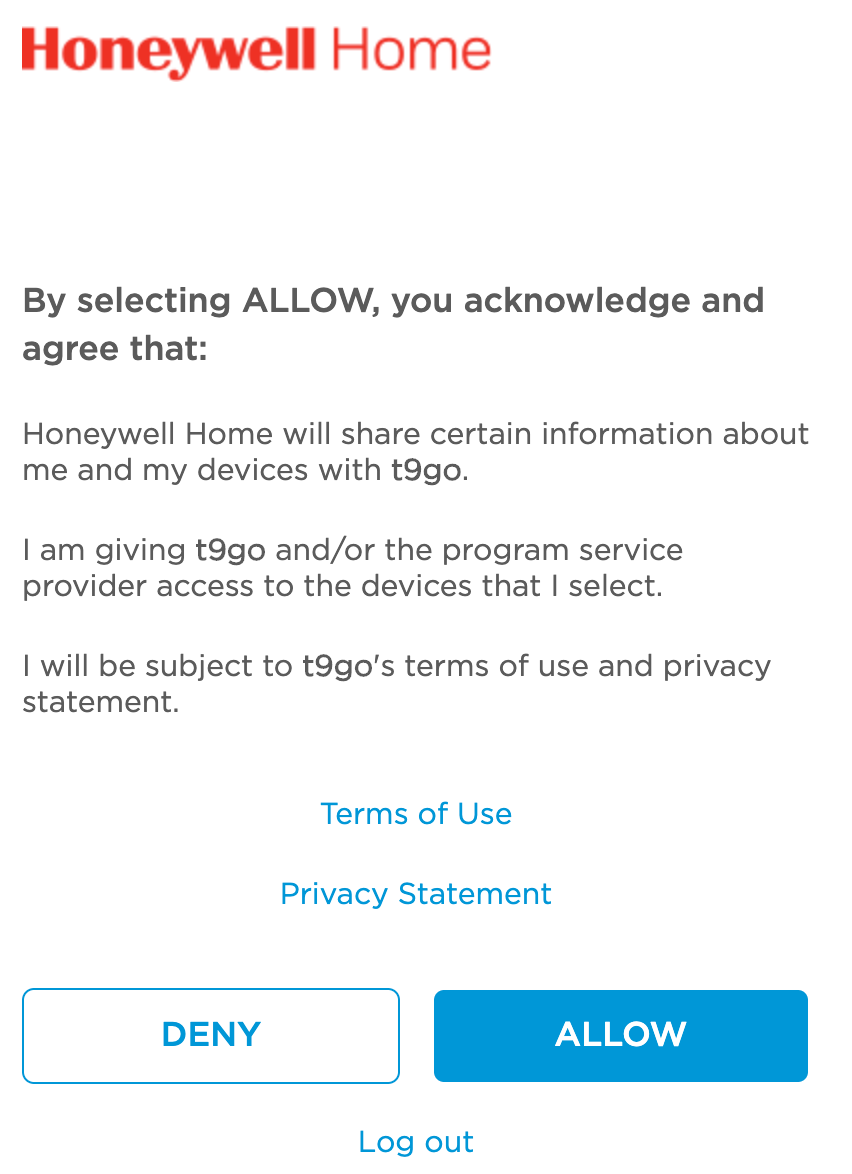 Honeywell Home
By selecting ALLOW, you acknowledge and
agree that:
Honeywell Home will share certain information about
me and my devices with t9go.
I am giving t9go and/or the program service
provider access to the devices that I select.
I will be subject to t9go's terms of use and privacy
statement.
Terms of Use
Privacy Statement
DENY
ALLOW
Log out